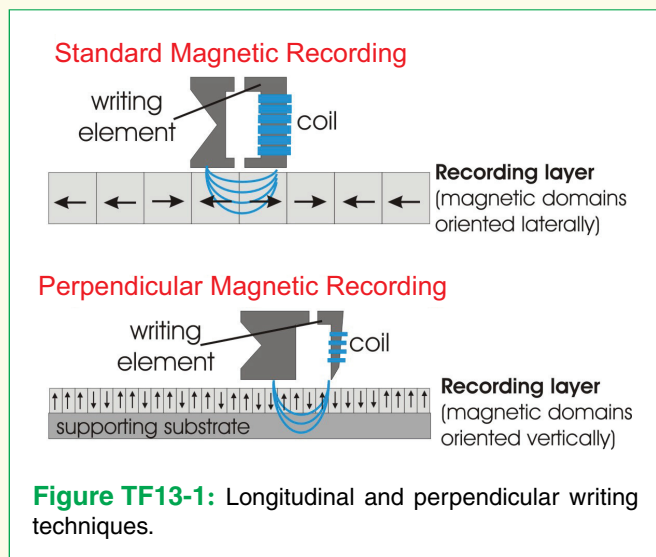 Standard Magnetic Recording
writing
element
coil
Recording layer
(magnetic domains
oriented laterally)
Perpendicular Magnetic Recording
writing
element
coil
Recording layer
(magnetic domains
oriented vertically)
supporting substrate
Figure TF13-1: Longitudinal and perpendicular writing
techniques.